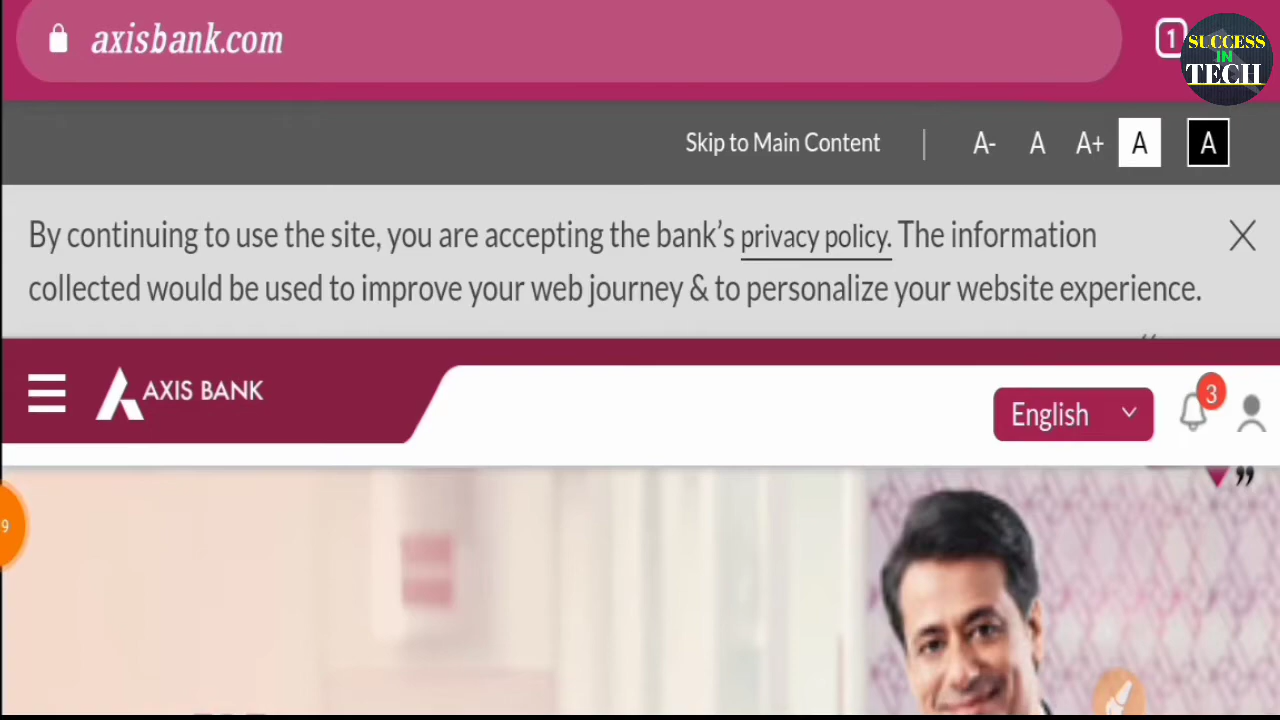 axisbank.com
1
SUCCESS
IN
TECH
Skip to Main Content | A- A A+ A A
By continuing to use the site, you are accepting the bank’s privacy policy. The information
collected would be used to improve your web journey & to personalize your website experience.
AXIS BANK
English
3
”
9